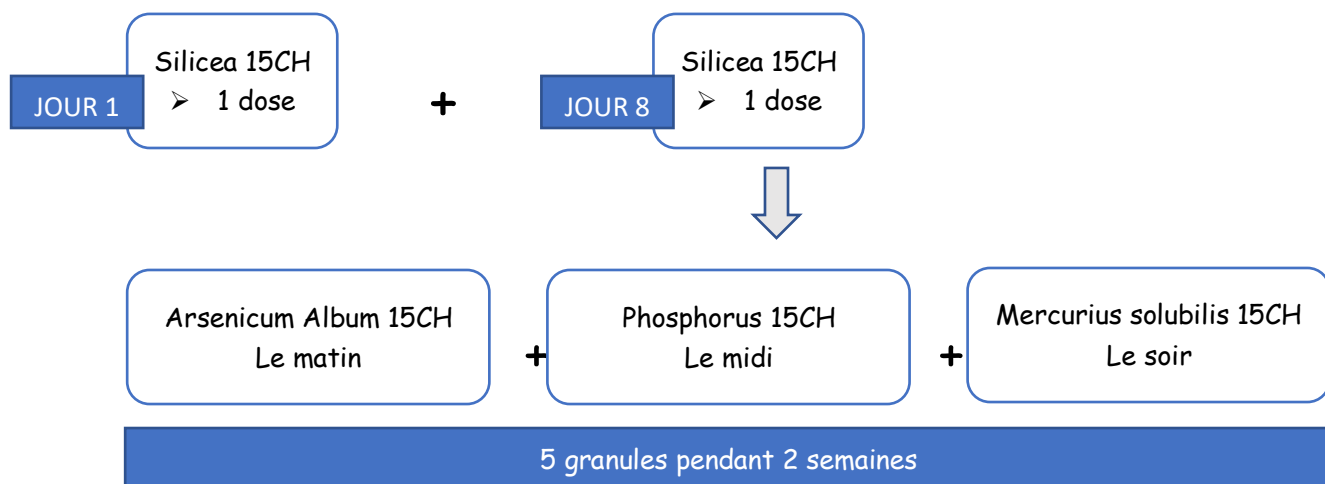 JOUR 1
Silicea 15CH
➢ 1 dose
+
JOUR 8
Silicea 15CH
➢ 1 dose
Arsenicum Album 15CH
Le matin
+
Phosphorus 15CH
Le midi
+
Mercurius solubilis 15CH
Le soir
5 granules pendant 2 semaines